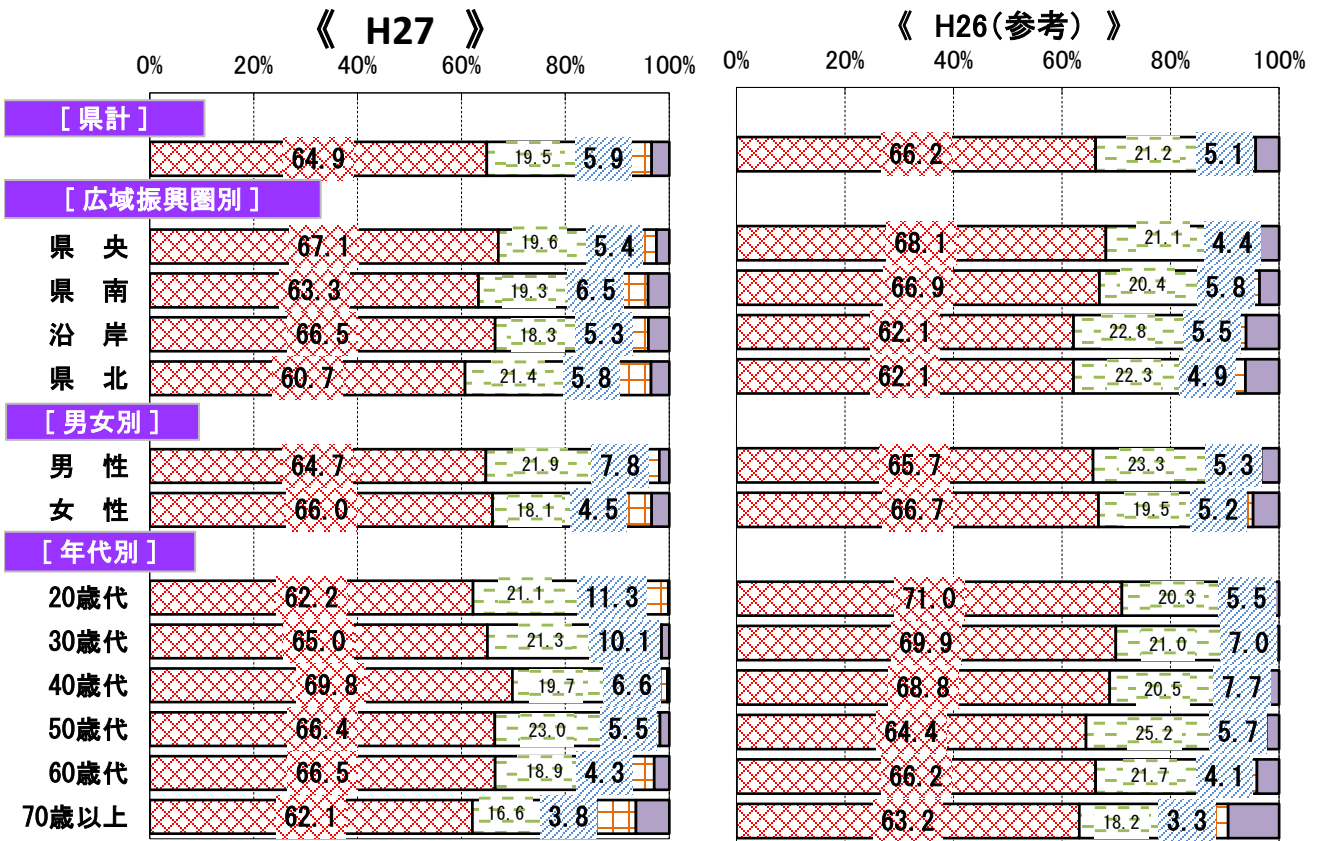 《 H27 》
《 H26(参考) 》
0% 20% 40% 60% 80% 100%
0% 20% 40% 60% 80% 100%
[ 県計 ]
64.9 19.5 5.9
66.2 21.2 5.1
[ 広域振興圏別 ]
県 央 67.1 19.6 5.4
68.1 21.1 4.4
県 南 63.3 19.3 6.5
66.9 20.4 5.8
沿 岸 66.5 18.3 5.3
62.1 22.8 5.5
県 北 60.7 21.4 5.8
62.1 22.3 4.9
[ 男女別 ]
男 性 64.7 21.9 7.8
65.7 23.3 5.3
女 性 66.0 18.1 4.5
66.7 19.5 5.2
[ 年代別 ]
20歳代 62.2 21.1 11.3
71.0 20.3 5.5
30歳代 65.0 21.3 10.1
69.9 21.0 7.0
40歳代 69.8 19.7 6.6
68.8 20.5 7.7
50歳代 66.4 23.0 5.5
64.4 25.2 5.7
60歳代 66.5 18.9 4.3
66.2 21.7 4.1
70歳以上 62.1 16.6 3.8
63.2 18.2 3.3